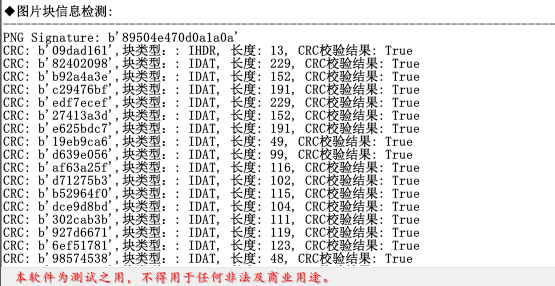 ◆图片块信息检测:
PNG Signature: b'89504e470d0a1a0a'
CRC: b'09dad161',块类型: : IHDR, 长度: 13, CRC校验结果: True
CRC: b'82402098',块类型: : IDAT, 长度: 229, CRC校验结果: True
CRC: b'b92a4a3e',块类型: : IDAT, 长度: 152, CRC校验结果: True
CRC: b'c29476bf',块类型: : IDAT, 长度: 191, CRC校验结果: True
CRC: b'edf7ecef',块类型: : IDAT, 长度: 229, CRC校验结果: True
CRC: b'27413a3d',块类型: : IDAT, 长度: 152, CRC校验结果: True
CRC: b'e625bdc7',块类型: : IDAT, 长度: 191, CRC校验结果: True
CRC: b'19eb9ca6',块类型: : IDAT, 长度: 49, CRC校验结果: True
CRC: b'd639e056',块类型: : IDAT, 长度: 99, CRC校验结果: True
CRC: b'af63a25f',块类型: : IDAT, 长度: 116, CRC校验结果: True
CRC: b'd71275b3',块类型: : IDAT, 长度: 102, CRC校验结果: True
CRC: b'b52964f0',块类型: : IDAT, 长度: 115, CRC校验结果: True
CRC: b'dce9d8bd',块类型: : IDAT, 长度: 104, CRC校验结果: True
CRC: b'302cab3b',块类型: : IDAT, 长度: 111, CRC校验结果: True
CRC: b'927d6671',块类型: : IDAT, 长度: 119, CRC校验结果: True
CRC: b'6ef51781',块类型: : IDAT, 长度: 123, CRC校验结果: True
CRC: b'98574538',块类型: : IDAT, 长度: 48, CRC校验结果: True
本软件为测试之用，不得用于任何非法及商业用途。